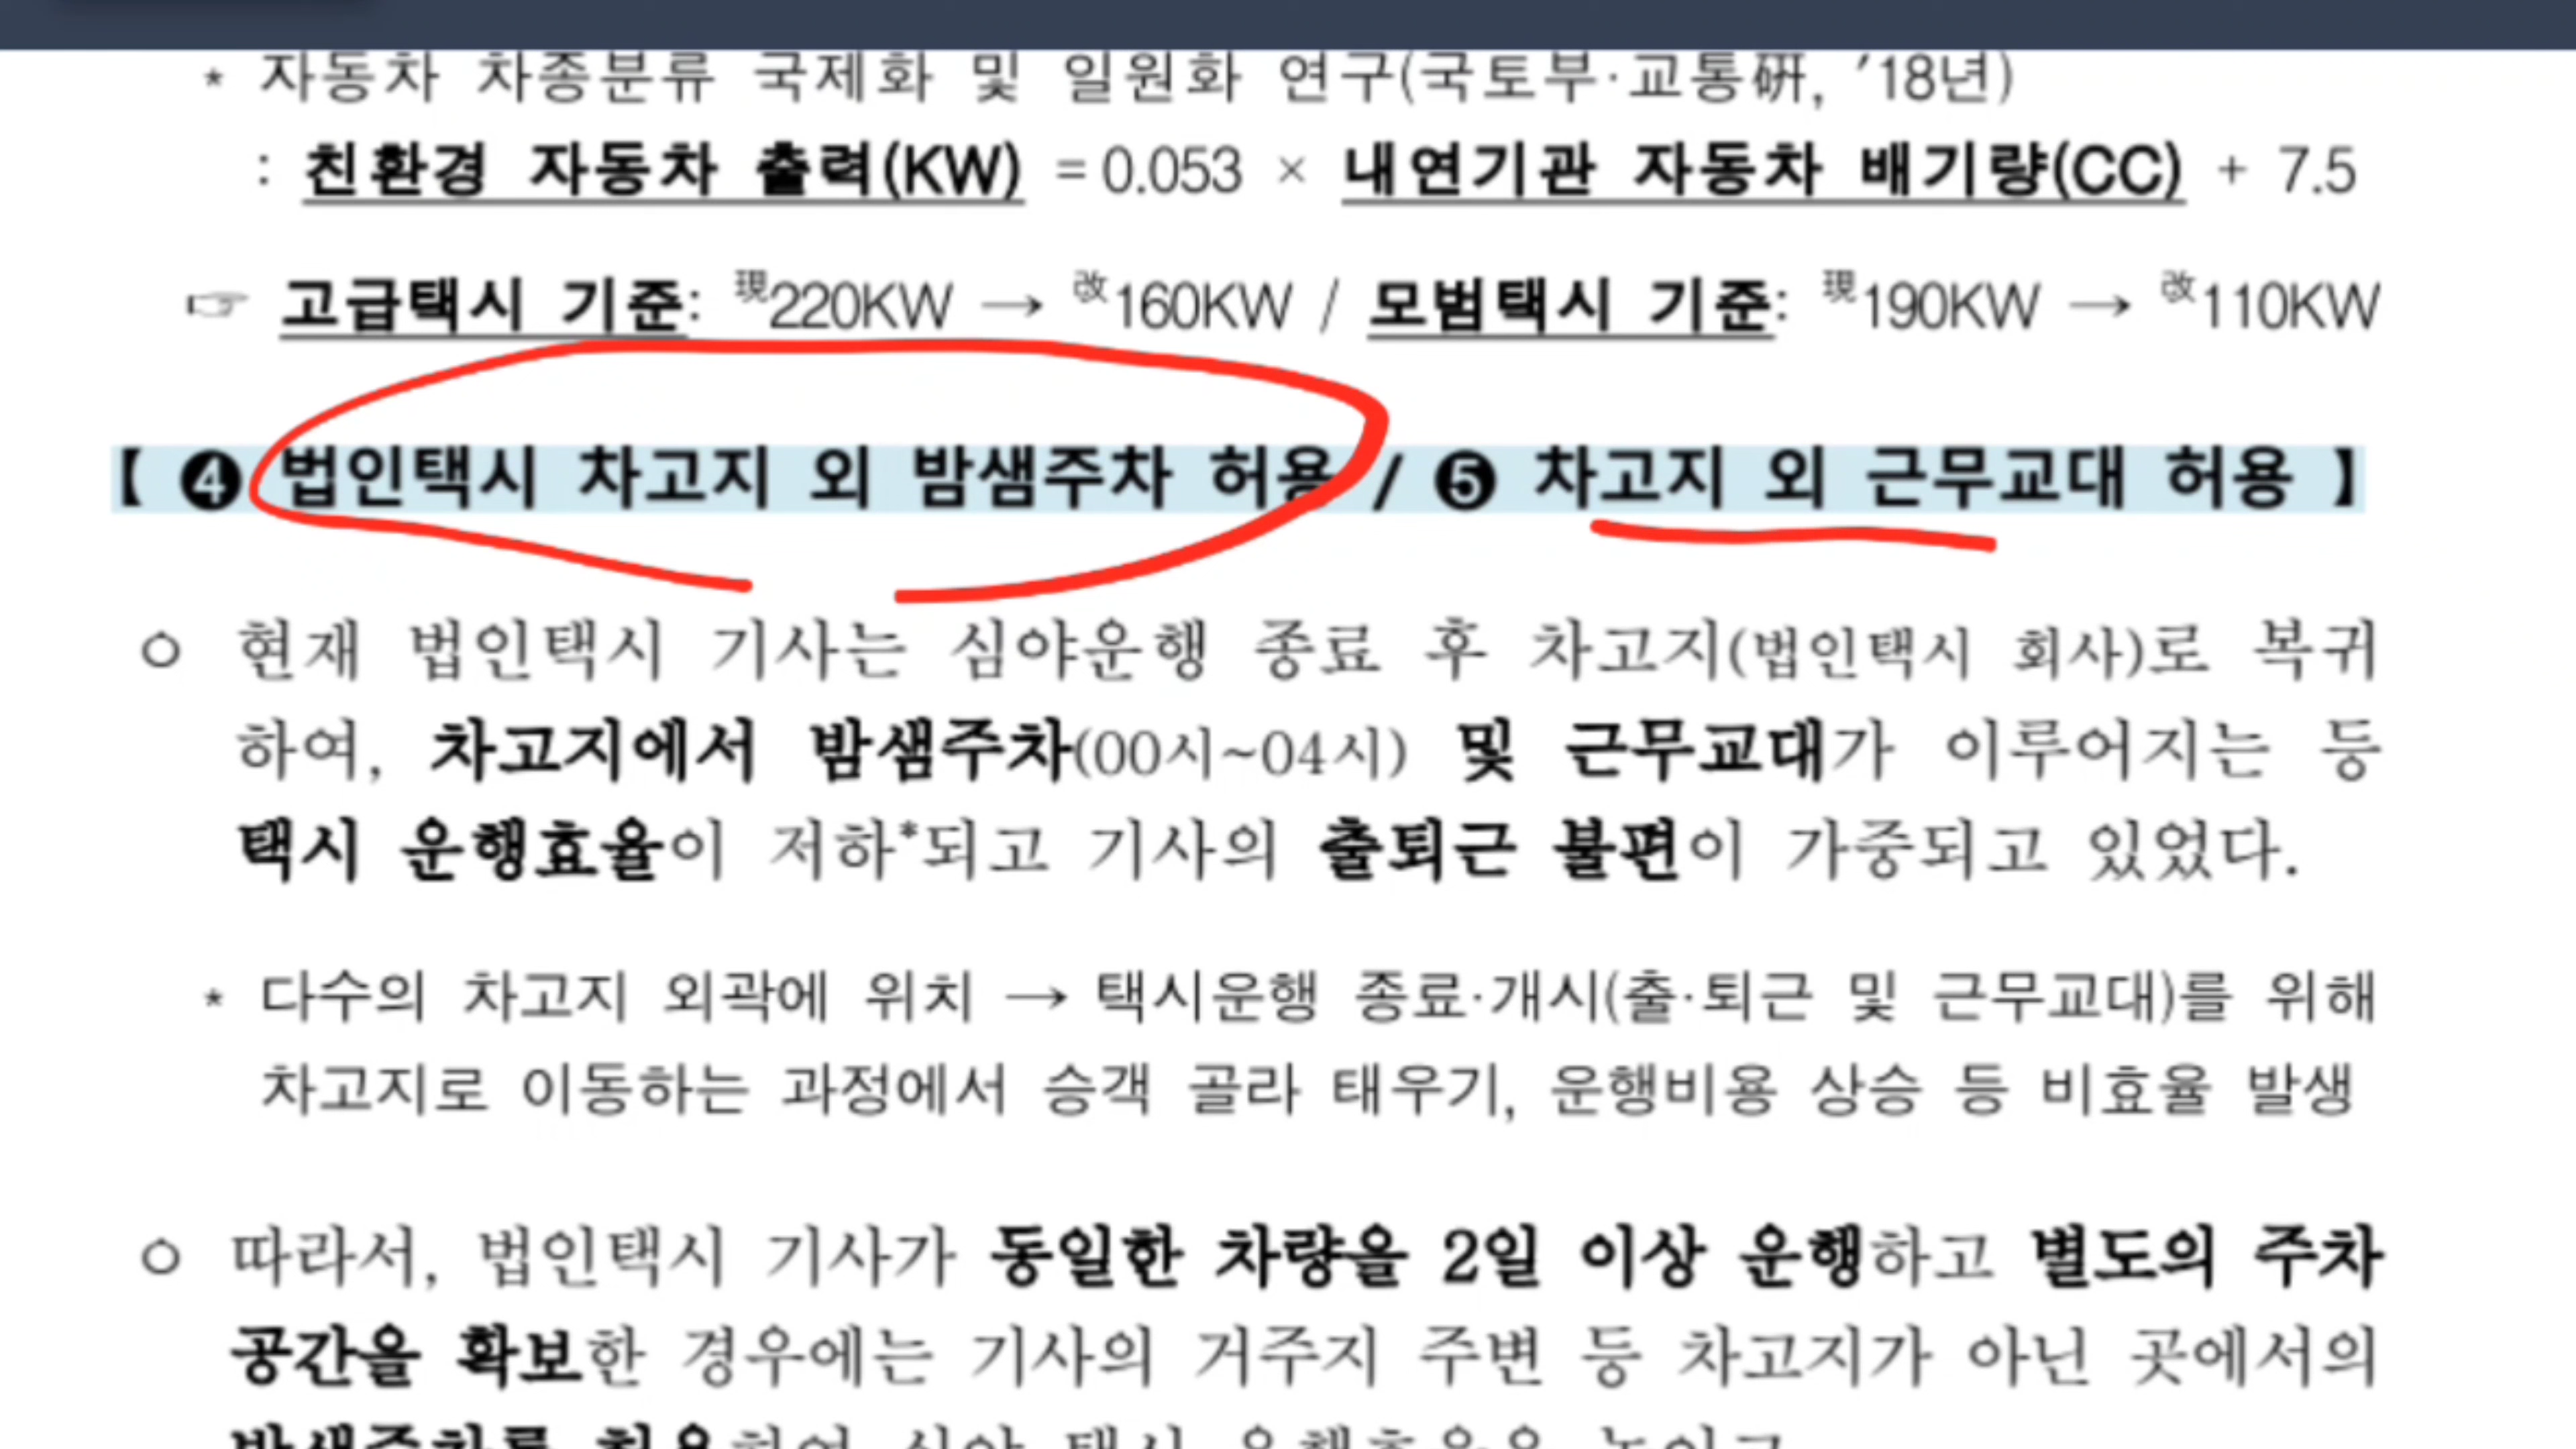 * 자동차 차종분류 국제화 및 일원화 연구(국토부·교통硏, '18년)
: 친환경 자동차 출력(KW) = 0.053 × 내연기관 자동차 배기량(CC) + 7.5
☞ 고급택시 기준: 現220KW → 改160KW / 모범택시 기준: 現190KW → 改110KW
【 ❹ 법인택시 차고지 외 밤샘주차 허용 / ❺ 차고지 외 근무교대 허용 】
ㅇ 현재 법인택시 기사는 심야운행 종료 후 차고지(법인택시 회사)로 복귀
하여, 차고지에서 밤샘주차(00시~04시) 및 근무교대가 이루어지는 등
택시 운행효율이 저하*되고 기사의 출퇴근 불편이 가중되고 있었다.
* 다수의 차고지 외곽에 위치 → 택시운행 종료·개시(출·퇴근 및 근무교대)를 위해
차고지로 이동하는 과정에서 승객 골라 태우기, 운행비용 상승 등 비효율 발생
ㅇ 따라서, 법인택시 기사가 동일한 차량을 2일 이상 운행하고 별도의 주차
공간을 확보한 경우에는 기사의 거주지 주변 등 차고지가 아닌 곳에서의